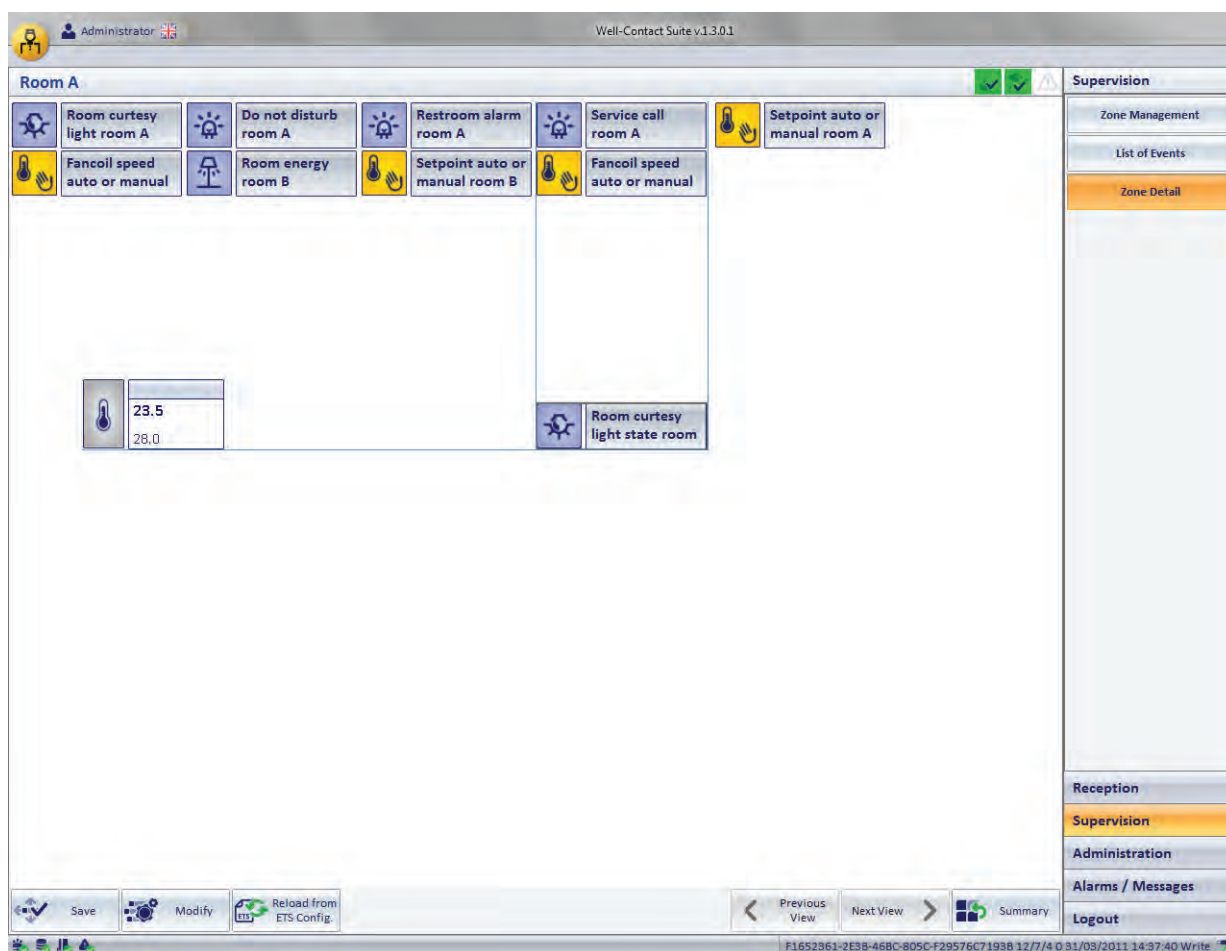 Administrator
Well-Contact Suite v.1.3.0.1
Room A
Supervision
Room curtesy
light room A
Do not disturb
room A
Restroom alarm
room A
Service call
room A
Setpoint auto or
manual room A
Fancoil speed
auto or manual
Room energy
room B
Setpoint auto or
manual room B
Fancoil speed
auto or manual
Zone Management
List of Events
Zone Detail
23.5
28.0
Room curtesy
light state room
Reception
Supervision
Administration
Alarms / Messages
Logout
Save
Modify
ETS
Reload from
ETS Config.
Previous
View
Next View
Summary
F1652361-2E3B-46BC-805C-F29576C7193B 12/7/4 0 31/03/2011 14:37:40 Write